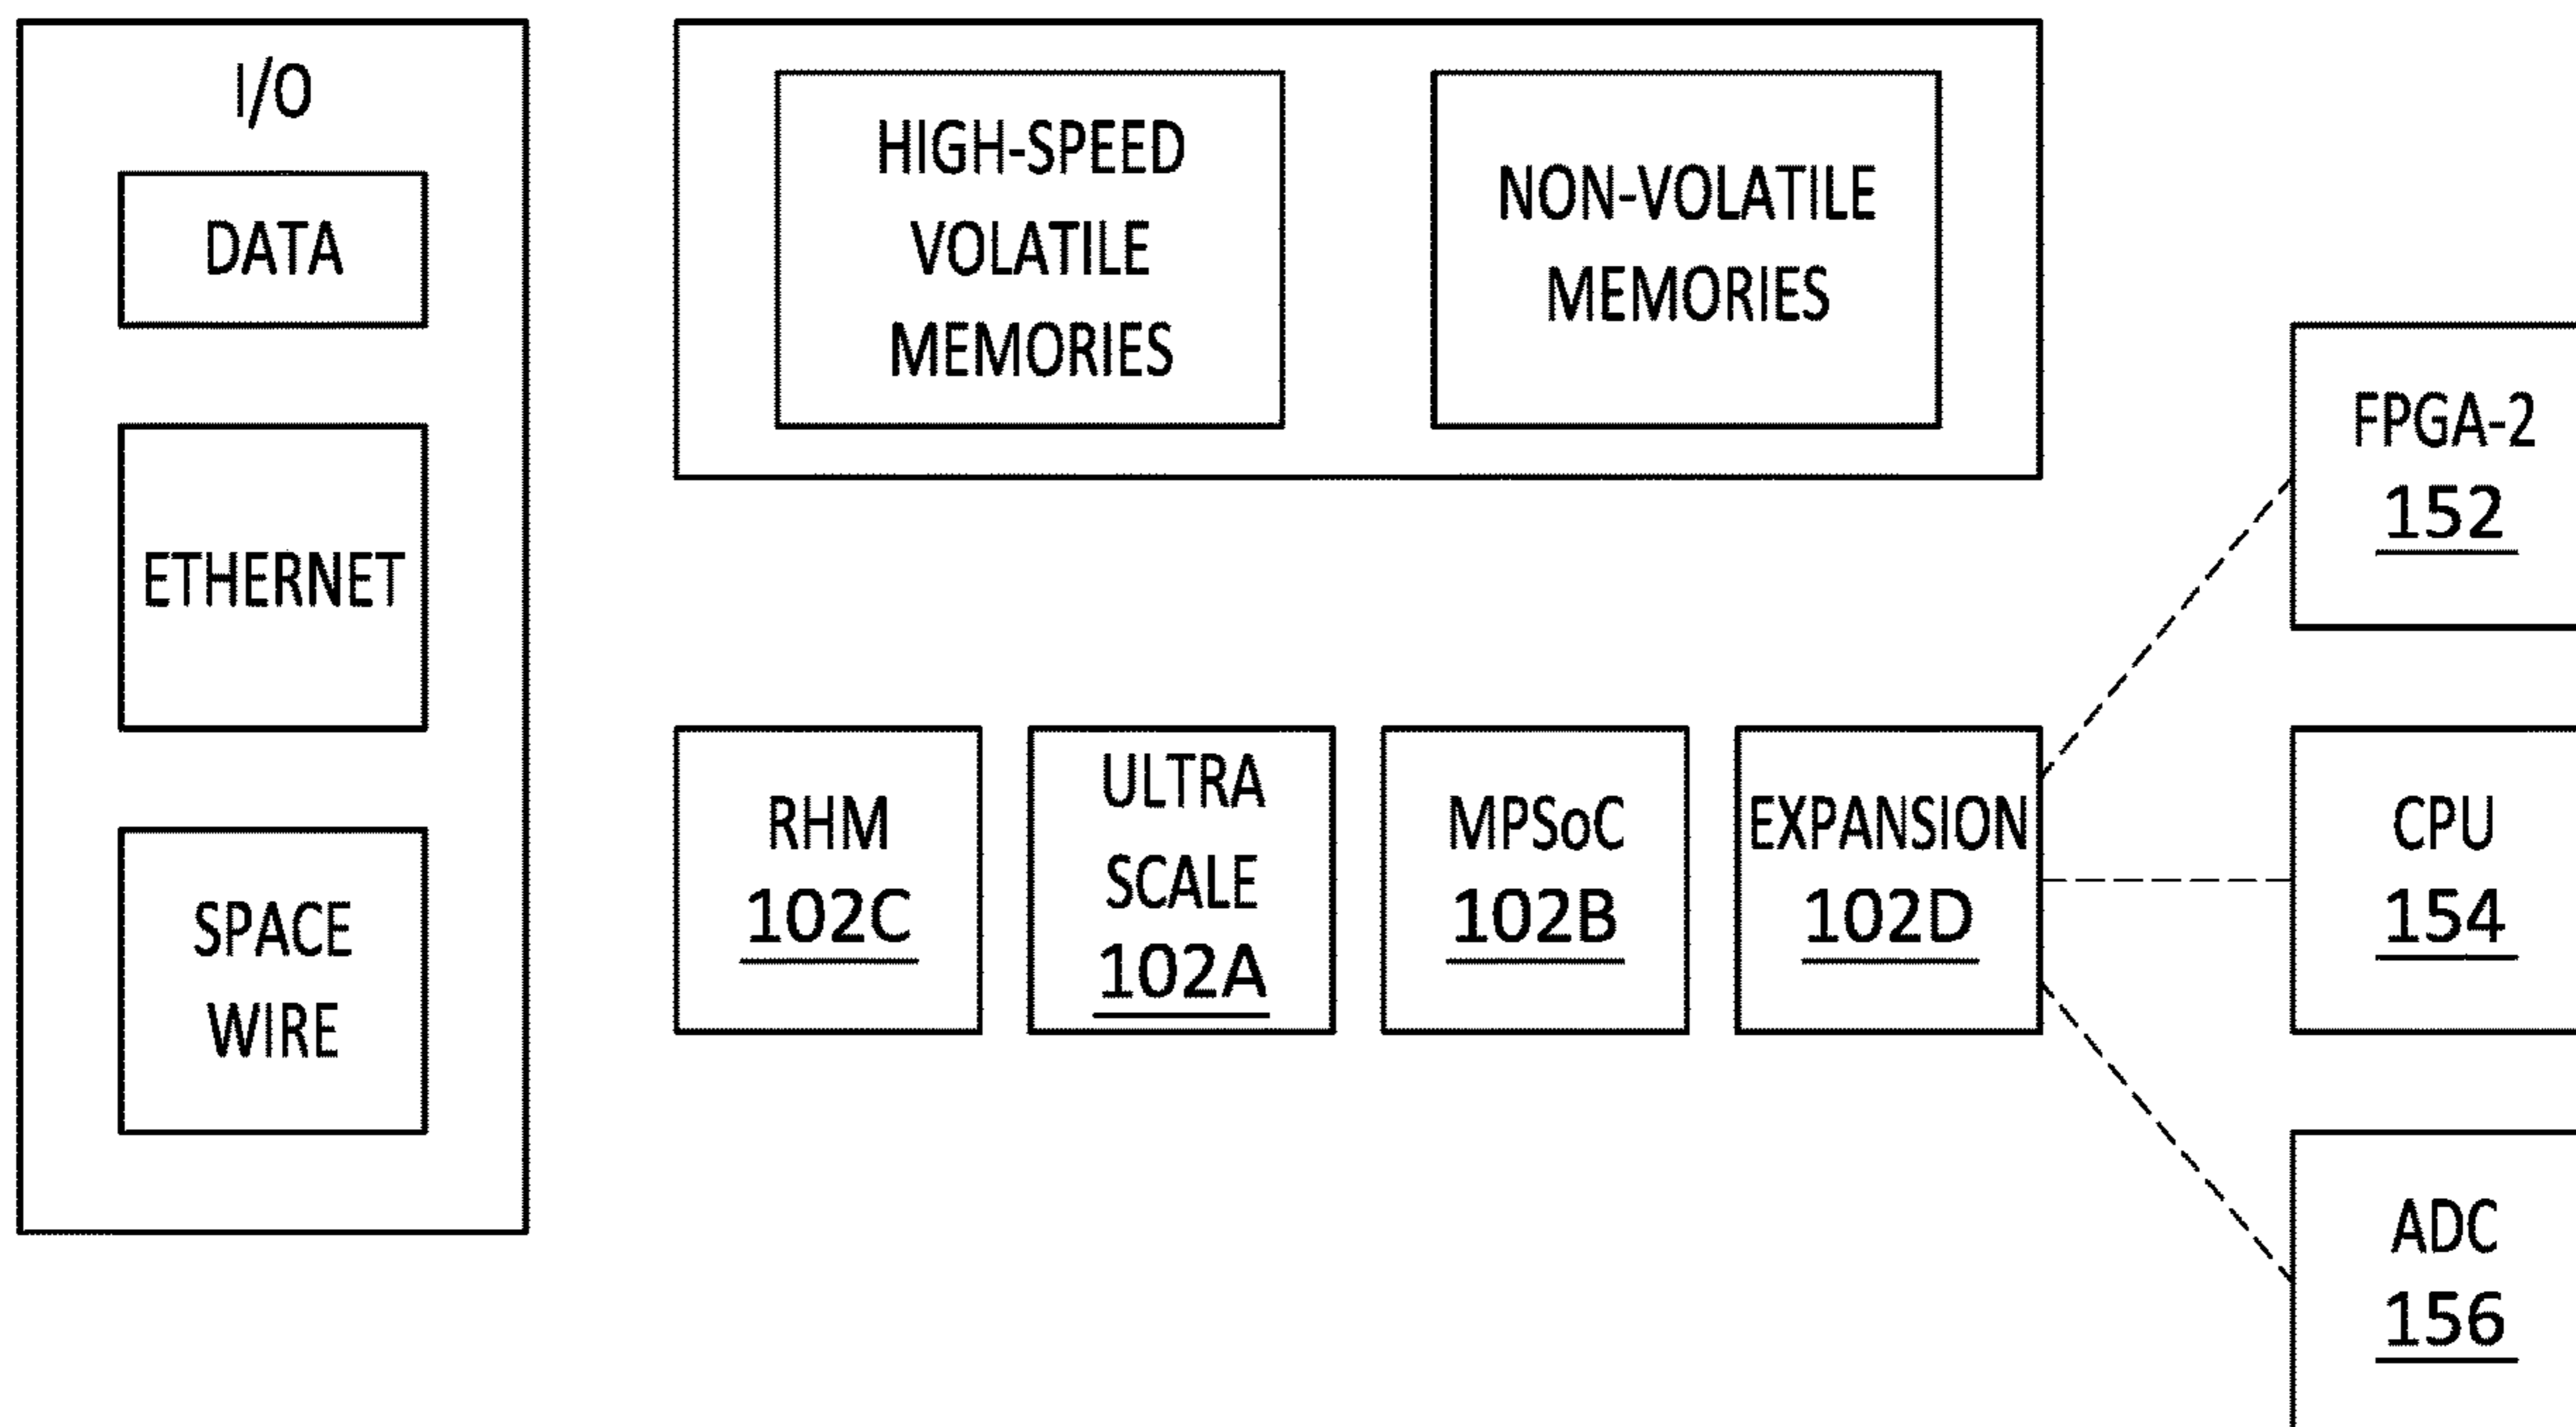 I/O
DATA
ETHERNET
SPACE
WIRE
HIGH-SPEED
VOLATILE
MEMORIES
NON-VOLATILE
MEMORIES
RHM
102C
ULTRA
SCALE
102A
MPSoC
102B
EXPANSION
102D
FPGA-2
152
CPU
154
ADC
156